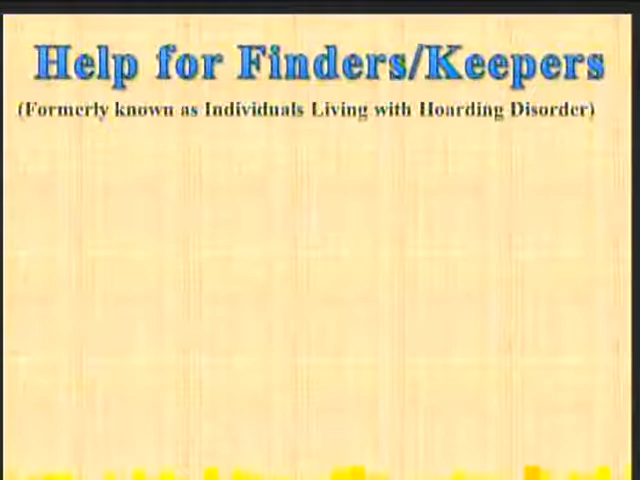 Help for Finders/Keepers
(Formerly known as Individuals Living with Hoarding Disorder)